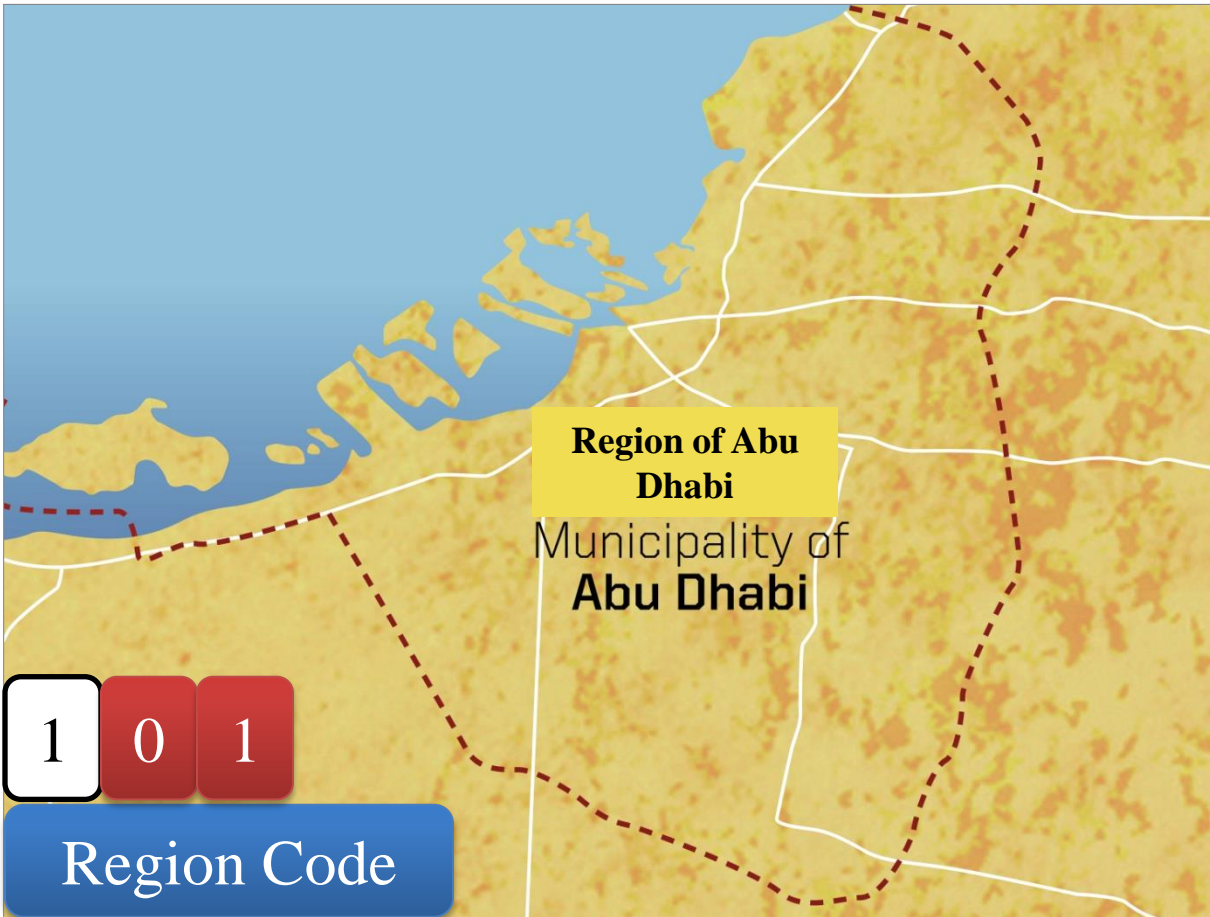 Region of Abu
Dhabi
Municipality of
Abu Dhabi
1 0 1
Region Code